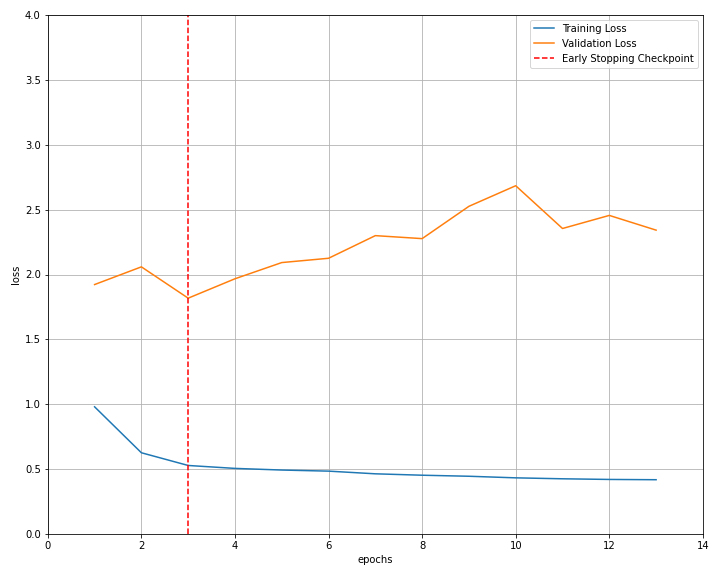 4.0
3.5
3.0
2.5
2.0
1.5
1.0
0.5
0.0
loss
Training Loss
Validation Loss
Early Stopping Checkpoint
0 2 4 6 8 10 12 14
epochs